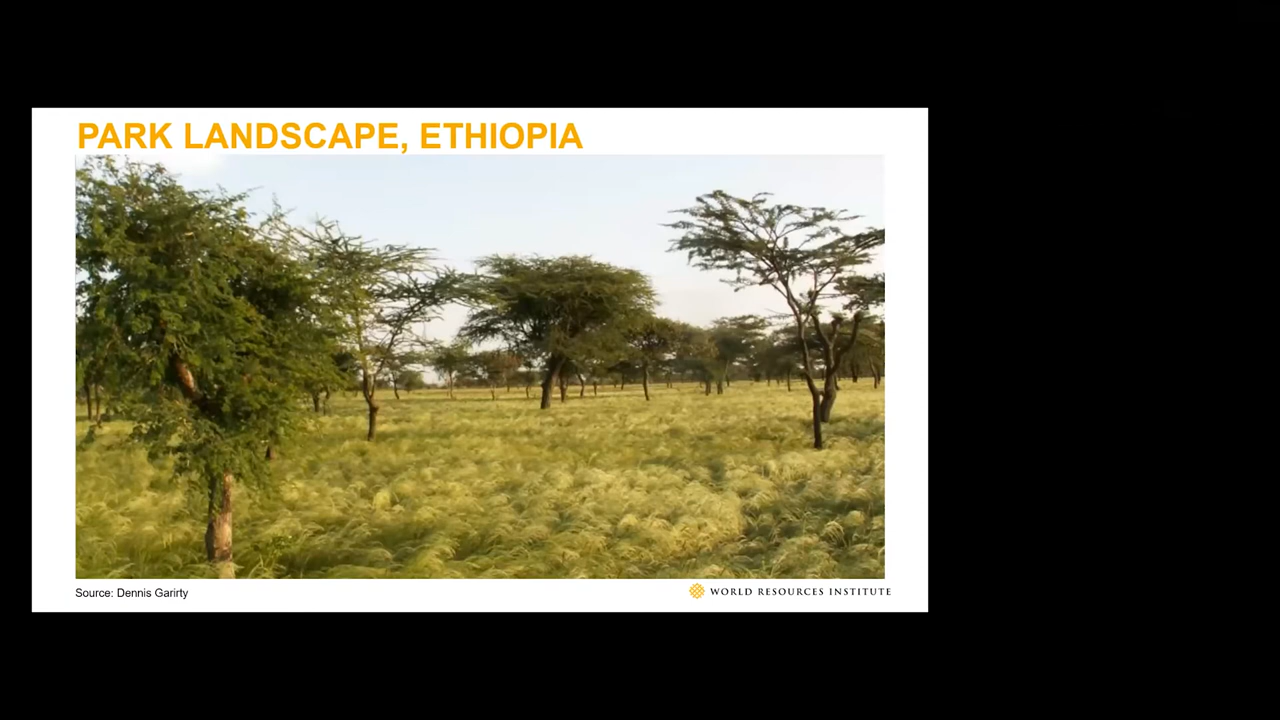 PARK LANDSCAPE, ETHIOPIA
Source: Dennis Garirty
WORLD RESOURCES INSTITUTE